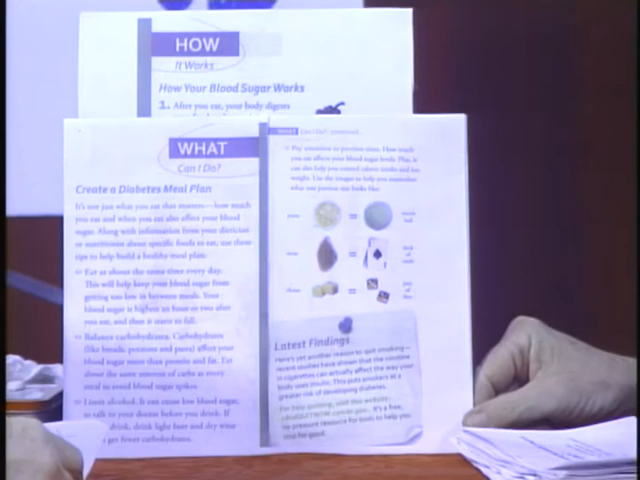 HOW
It Works
How Your Blood Sugar Works
1. After you eat, your body digests
WHAT
Can I Do?
Create a Diabetes Meal Plan
It's not just what you eat that matters—how much
you eat and when you eat also affect your blood
sugar. Along with information from your dietician
or nutritionist about specific foods to eat, use these
tips to help build a healthy meal plan:
Eat at about the same time every day.
This will help keep your blood sugar from
getting too low in between meals. Your
blood sugar is highest an hour or two after
you eat, and then it starts to fall.
Balance carbohydrates. Carbohydrates
(like breads, potatoes and pasta) affect your
blood sugar more than protein and fat. Eat
about the same amount of carbs at every
meal to avoid blood sugar spikes.
Limit alcohol. It can cause low blood sugar,
to talk to your doctor before you drink. If
drink, drink light beer and dry wine
get fewer carbohydrates.
WHAT Can I Do? continued...
Pay attention to portion sizes. How much
you eat affects your blood sugar levels. Plus, it
can also help you control calorie intake and lose
weight. Use the images to help you remember
what one portion size looks like:
=
=
=
Latest Findings
Here's yet another reason to quit smoking—
recent studies have shown that the nicotine
in cigarettes can actually affect the way your
body uses insulin. This puts smokers at a
greater risk of developing diabetes.
For help quitting, visit this website:
It's a free,
no pressure resource for tools to help you
stop for good.